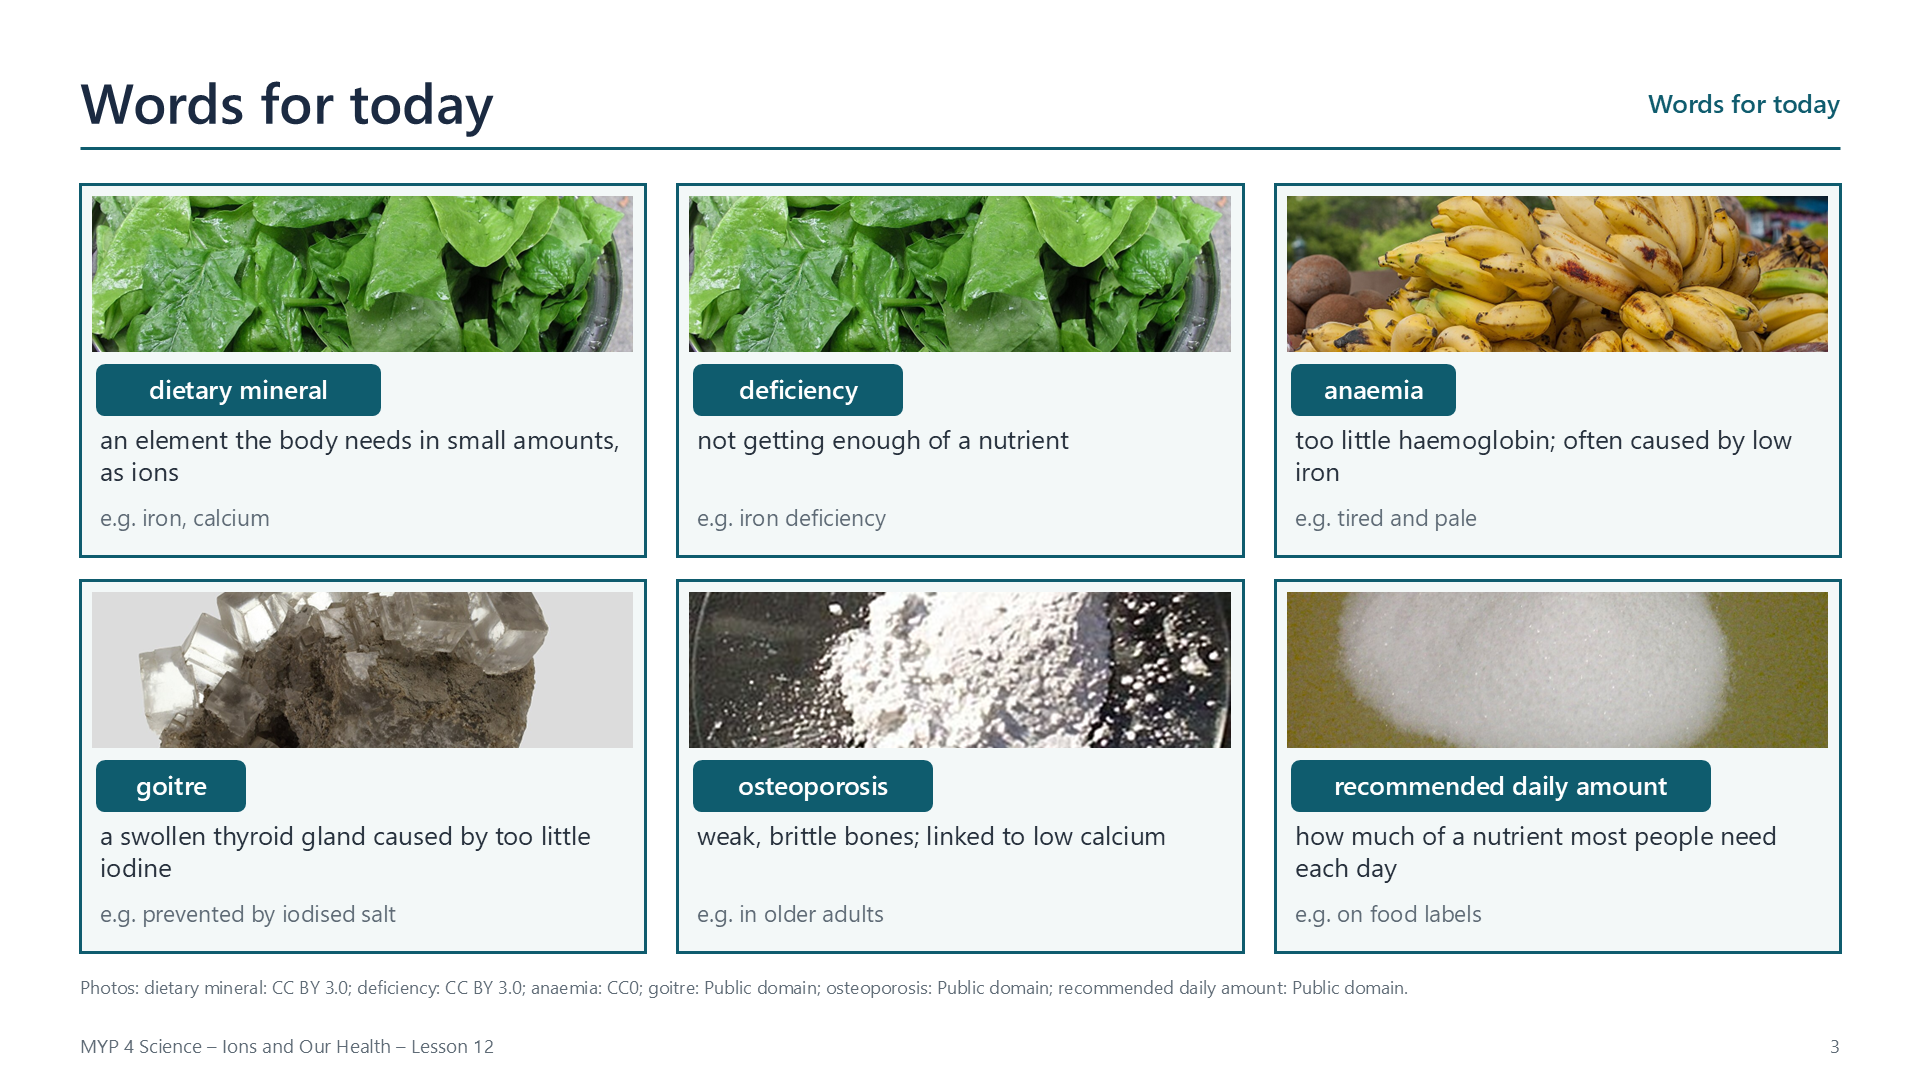 Words for today
Words for today
dietary mineral
an element the body needs in small amounts,
as ions
e.g. iron, calcium
deficiency
not getting enough of a nutrient
e.g. iron deficiency
anaemia
too little haemoglobin; often caused by low
iron
e.g. tired and pale
goitre
a swollen thyroid gland caused by too little
iodine
e.g. prevented by iodised salt
osteoporosis
weak, brittle bones; linked to low calcium
e.g. in older adults
recommended daily amount
how much of a nutrient most people need
each day
e.g. on food labels
Photos: dietary mineral: CC BY 3.0; deficiency: CC BY 3.0; anaemia: CC0; goitre: Public domain; osteoporosis: Public domain; recommended daily amount: Public domain.
MYP 4 Science – Ions and Our Health – Lesson 12
3